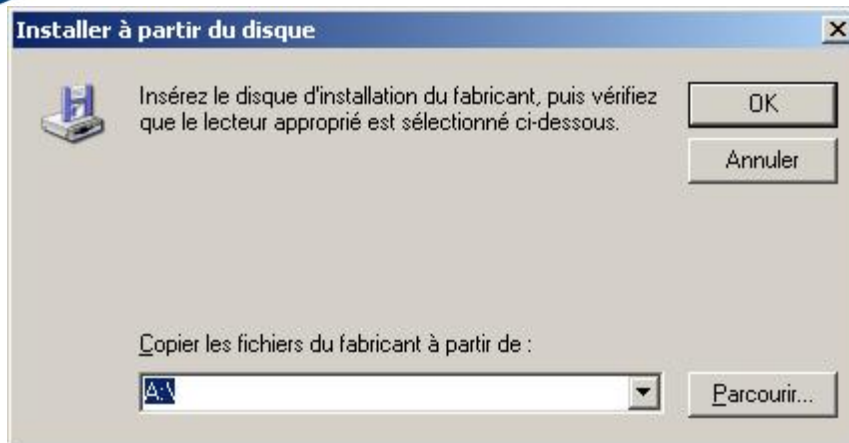 Installer à partir du disque
Insérez le disque d'installation du fabricant, puis vérifiez
que le lecteur approprié est sélectionné ci-dessous.
OK
Annuler
Copier les fichiers du fabricant à partir de :
A:\
Parcourir...